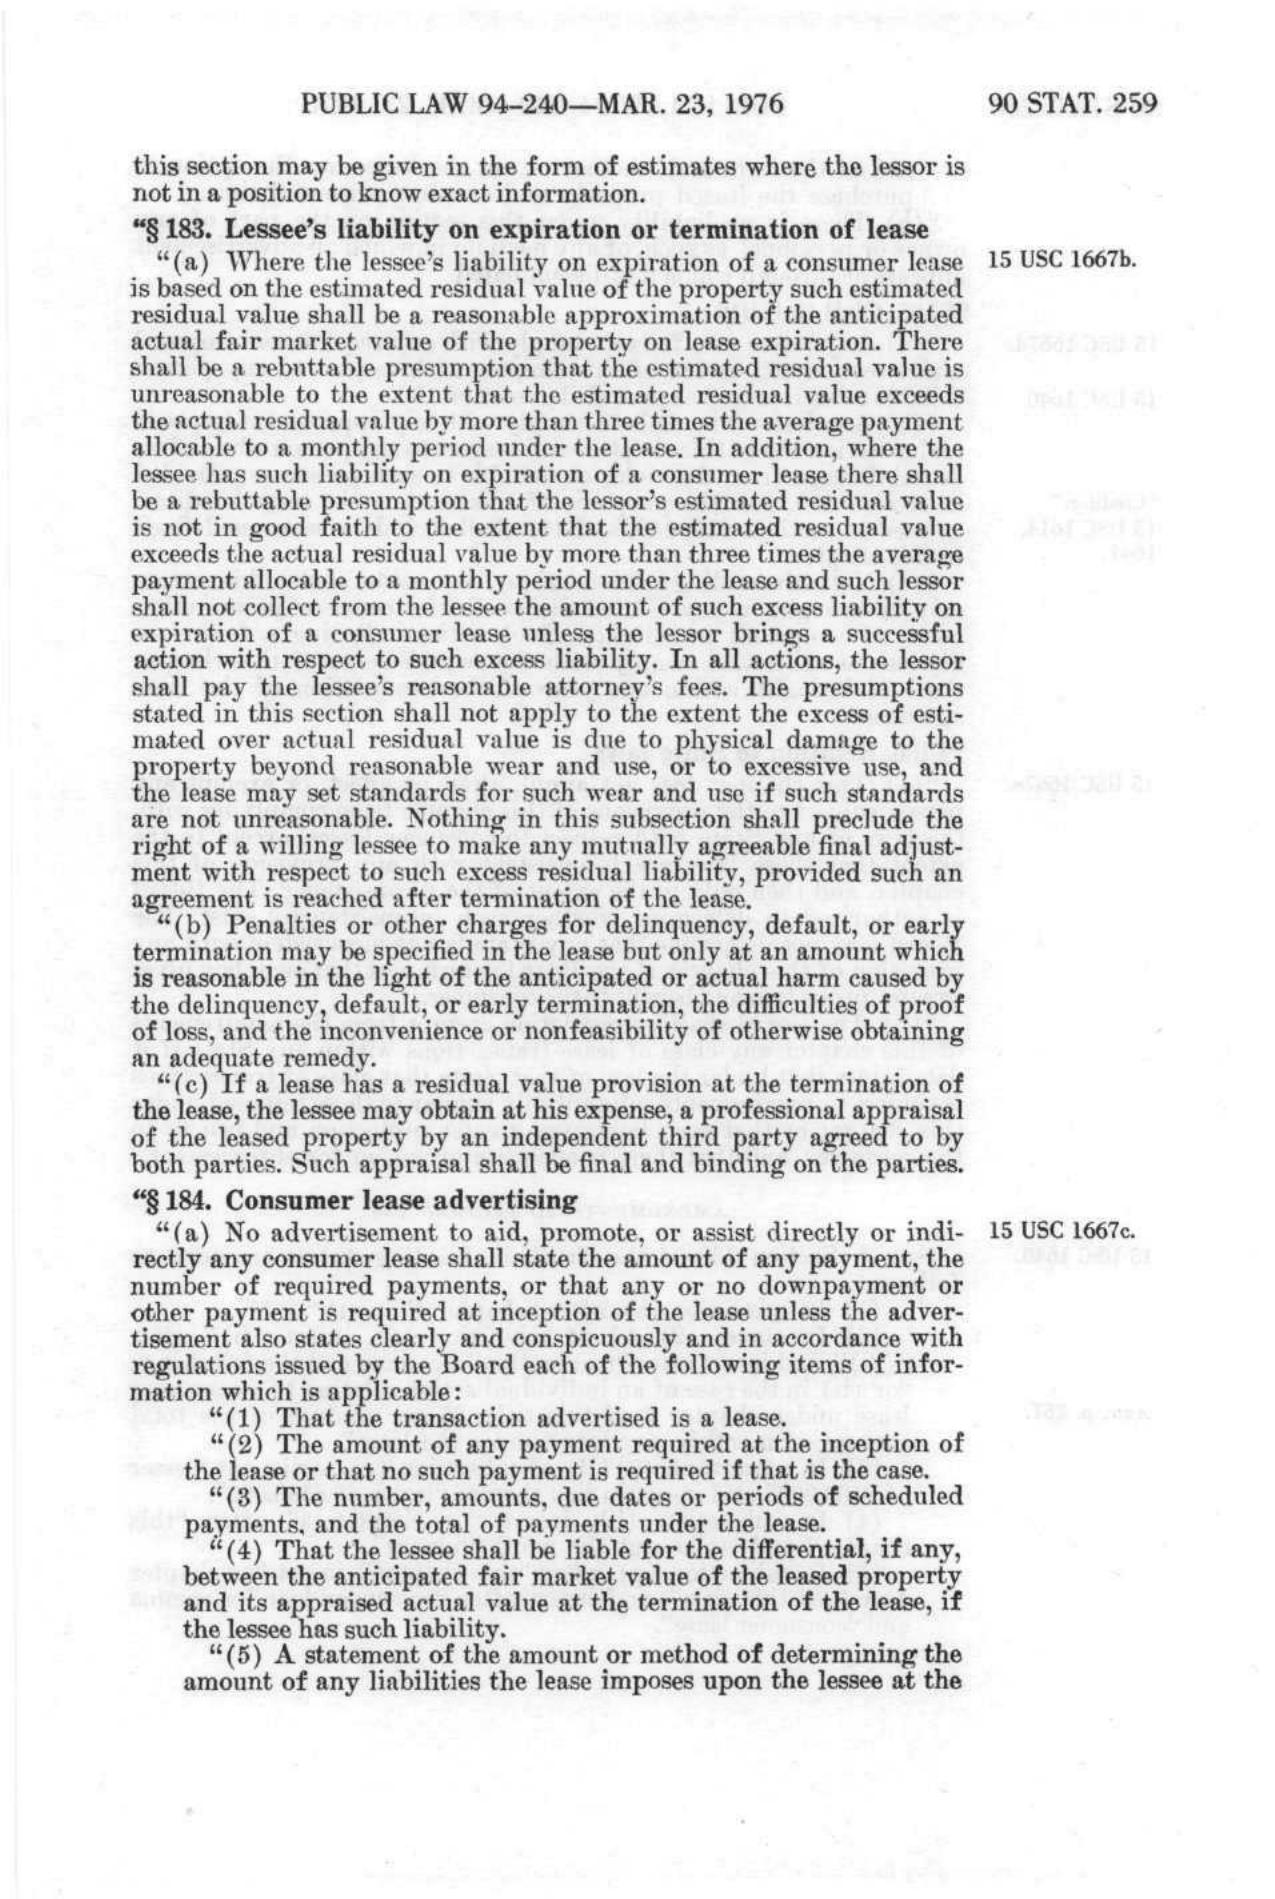 PUBLIC LAW 94–240—MAR. 23, 1976 90 STAT. 259
this section may be given in the form of estimates where the lessor is
not in a position to know exact information.
“§ 183. Lessee’s liability on expiration or termination of lease
“(a) Where the lessee’s liability on expiration of a consumer lease 15 USC 1667b.
is based on the estimated residual value of the property such estimated
residual value shall be a reasonable approximation of the anticipated
actual fair market value of the property on lease expiration. There
shall be a rebuttable presumption that the estimated residual value is
unreasonable to the extent that the estimated residual value exceeds
the actual residual value by more than three times the average payment
allocable to a monthly period under the lease. In addition, where the
lessee has such liability on expiration of a consumer lease there shall
be a rebuttable presumption that the lessor’s estimated residual value
is not in good faith to the extent that the estimated residual value
exceeds the actual residual value by more than three times the average
payment allocable to a monthly period under the lease and such lessor
shall not collect from the lessee the amount of such excess liability on
expiration of a consumer lease unless the lessor brings a successful
action with respect to such excess liability. In all actions, the lessor
shall pay the lessee’s reasonable attorney’s fees. The presumptions
stated in this section shall not apply to the extent the excess of esti-
mated over actual residual value is due to physical damage to the
property beyond reasonable wear and use, or to excessive use, and
the lease may set standards for such wear and use if such standards
are not unreasonable. Nothing in this subsection shall preclude the
right of a willing lessee to make any mutually agreeable final adjust-
ment with respect to such excess residual liability, provided such an
agreement is reached after termination of the lease.
“(b) Penalties or other charges for delinquency, default, or early
termination may be specified in the lease but only at an amount which
is reasonable in the light of the anticipated or actual harm caused by
the delinquency, default, or early termination, the difficulties of proof
of loss, and the inconvenience or nonfeasibility of otherwise obtaining
an adequate remedy.
“(c) If a lease has a residual value provision at the termination of
the lease, the lessee may obtain at his expense, a professional appraisal
of the leased property by an independent third party agreed to by
both parties. Such appraisal shall be final and binding on the parties.
“§ 184. Consumer lease advertising
“(a) No advertisement to aid, promote, or assist directly or indi- 15 USC 1667c.
rectly any consumer lease shall state the amount of any payment, the
number of required payments, or that any or no downpayment or
other payment is required at inception of the lease unless the adver-
tisement also states clearly and conspicuously and in accordance with
regulations issued by the Board each of the following items of infor-
mation which is applicable:
“(1) That the transaction advertised is a lease.
“(2) The amount of any payment required at the inception of
the lease or that no such payment is required if that is the case.
“(3) The number, amounts, due dates or periods of scheduled
payments, and the total of payments under the lease.
“(4) That the lessee shall be liable for the differential, if any,
between the anticipated fair market value of the leased property
and its appraised actual value at the termination of the lease, if
the lessee has such liability.
“(5) A statement of the amount or method of determining the
amount of any liabilities the lease imposes upon the lessee at the